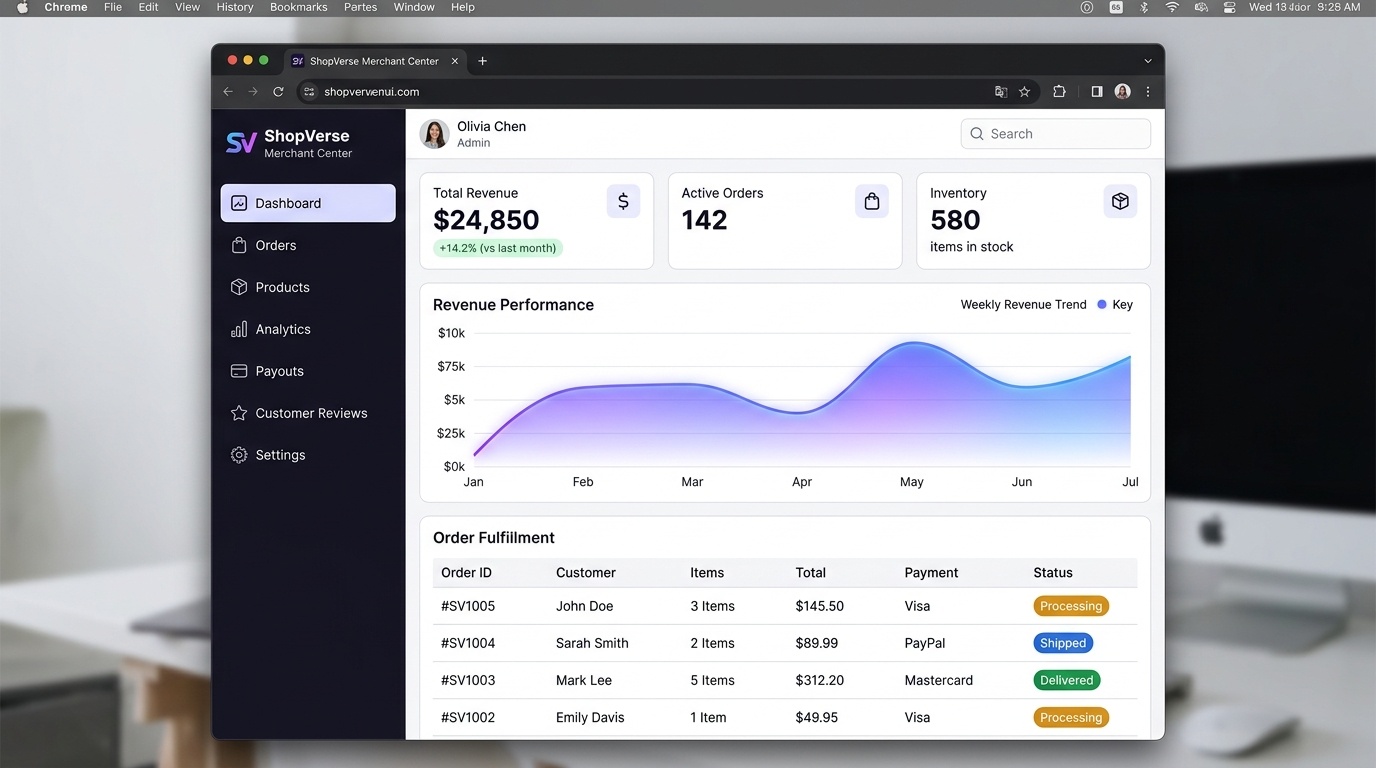 Chrome Flie Edit View History Bookmarks Partes Window Help
65
ShopVerse Merchant Center
shopverwenui.com
SV ShopVerse
Merchant Center
Dashboard
Orders
Products
Analytics
Payouts
Customer Reviews
Settings
Olivia Chen
Admin
Search
Total Revenue
$24,850
+14.2% (vs last month)
Active Orders
142
Inventory
580
items in stock
Revenue Performance
Weekly Revenue Trend Key
$10k
$75k
$5k
$25k
$0k
Jan Feb Mar Apr May Jun Jul
Order Fulfiilment
Order ID Customer Items Total Payment Status
#SV1005 John Doe 3 Items $145.50 Visa Processing
#SV1004 Sarah Smith 2 Items $89.99 PayPal Shipped
#SV1003 Mark Lee 5 Items $312.20 Mastercard Delivered
#SV1002 Emily Davis 1 Item $49.95 Visa Processing